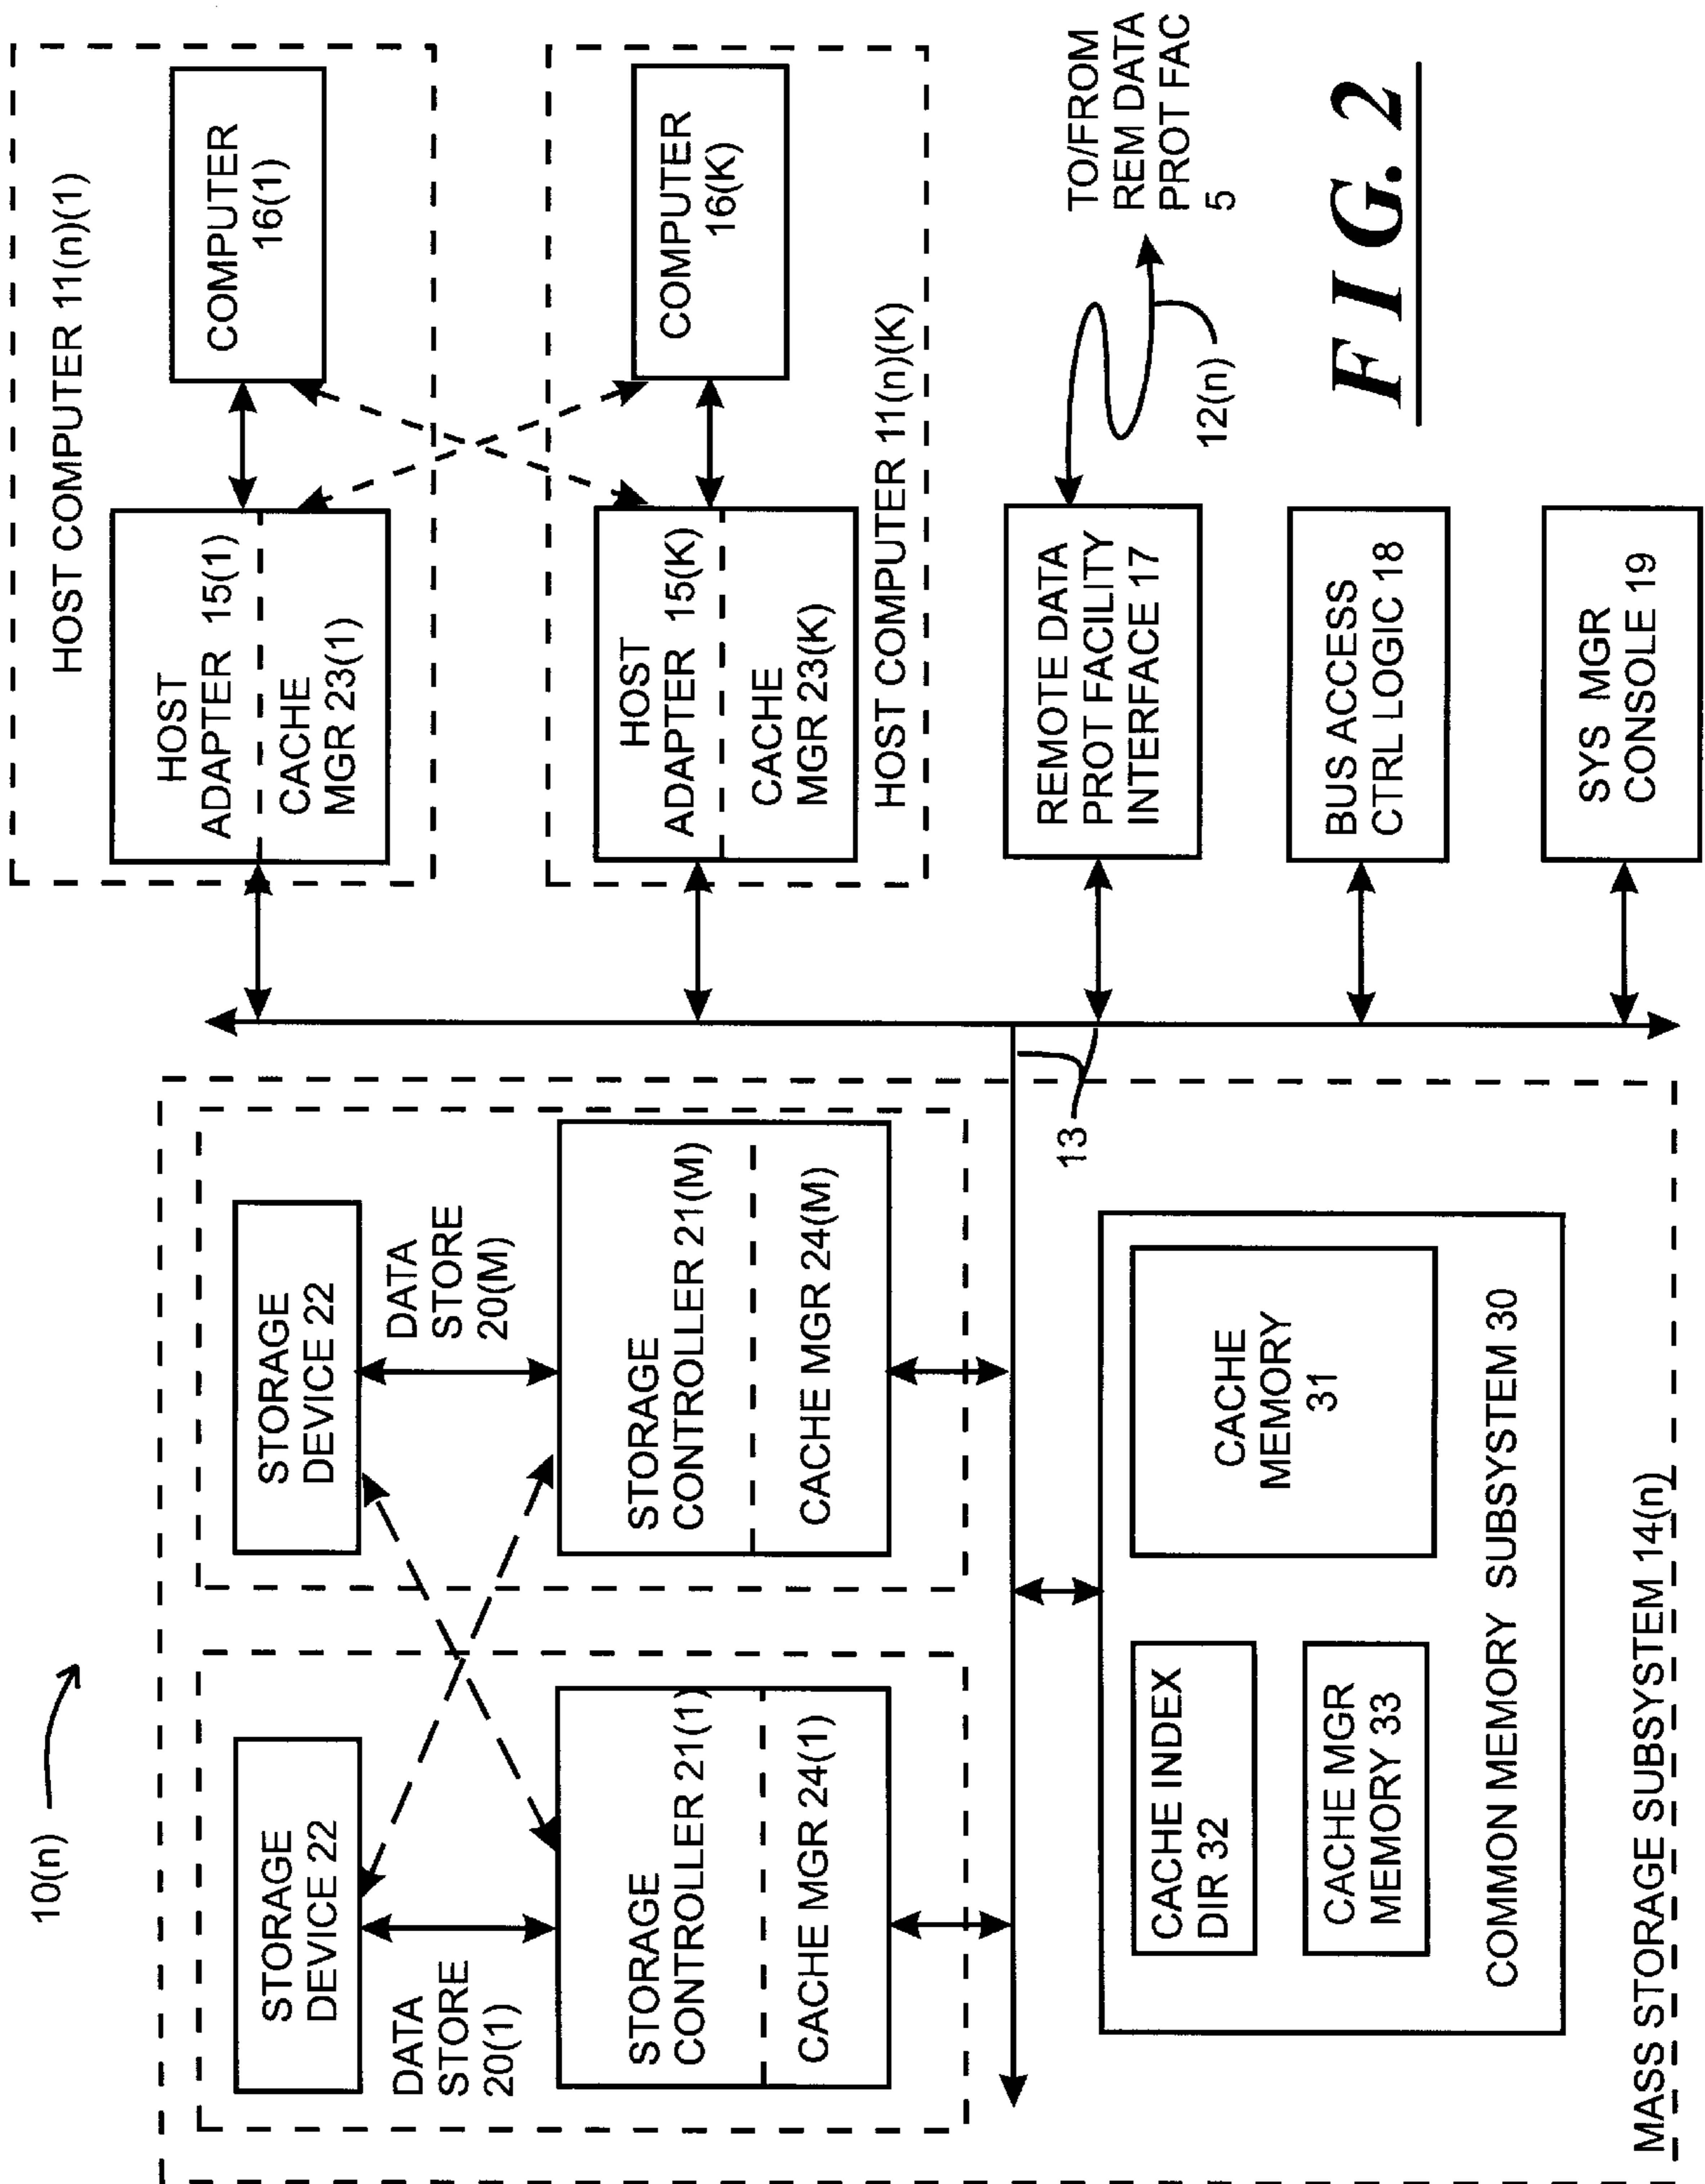 10(n)
STORAGE
DEVICE 22
DATA
STORE
20(1)
STORAGE
CONTROLLER 21(1)
CACHE MGR 24(1)
STORAGE
DEVICE 22
DATA
STORE
20(M)
STORAGE
CONTROLLER 21(M)
CACHE MGR 24(M)
13
CACHE INDEX
DIR 32
CACHE MGR
MEMORY 33
CACHE
MEMORY
31
COMMON MEMORY SUBSYSTEM 30
MASS STORAGE SUBSYSTEM 14(n)
HOST COMPUTER 11(n)(1)
HOST
ADAPTER 15(1)
CACHE
MGR 23(1)
COMPUTER
16(1)
HOST
ADAPTER 15(K)
CACHE
MGR 23(K)
COMPUTER
16(K)
HOST COMPUTER 11(n)(K)
REMOTE DATA
PROT FACILITY
INTERFACE 17
12(n)
TO/FROM
REM DATA
PROT FAC
5
BUS ACCESS
CTRL LOGIC 18
SYS MGR
CONSOLE 19
FIG. 2